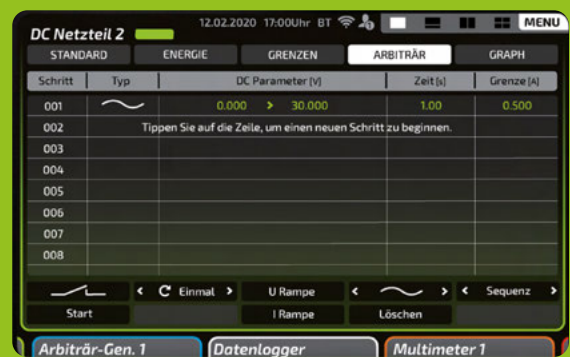 DC Netzteil 2 12.02.2020 17:00Uhr BT MENU
STANDARD ENERGIE GRENZEN ARBITRÄR GRAPH
Schritt Typ DC Parameter [V] Zeit [s] Grenze [A]
001 0.000 > 30.000 1.00 0.500
002 Tippen Sie auf die Zeile, um einen neuen Schritt zu beginnen.
003
004
005
006
007
008
< C Einmal > U Rampe < > < Sequenz >
Start I Rampe Löschen
Arbiträr-Gen. 1 Datenlogger Multimeter 1